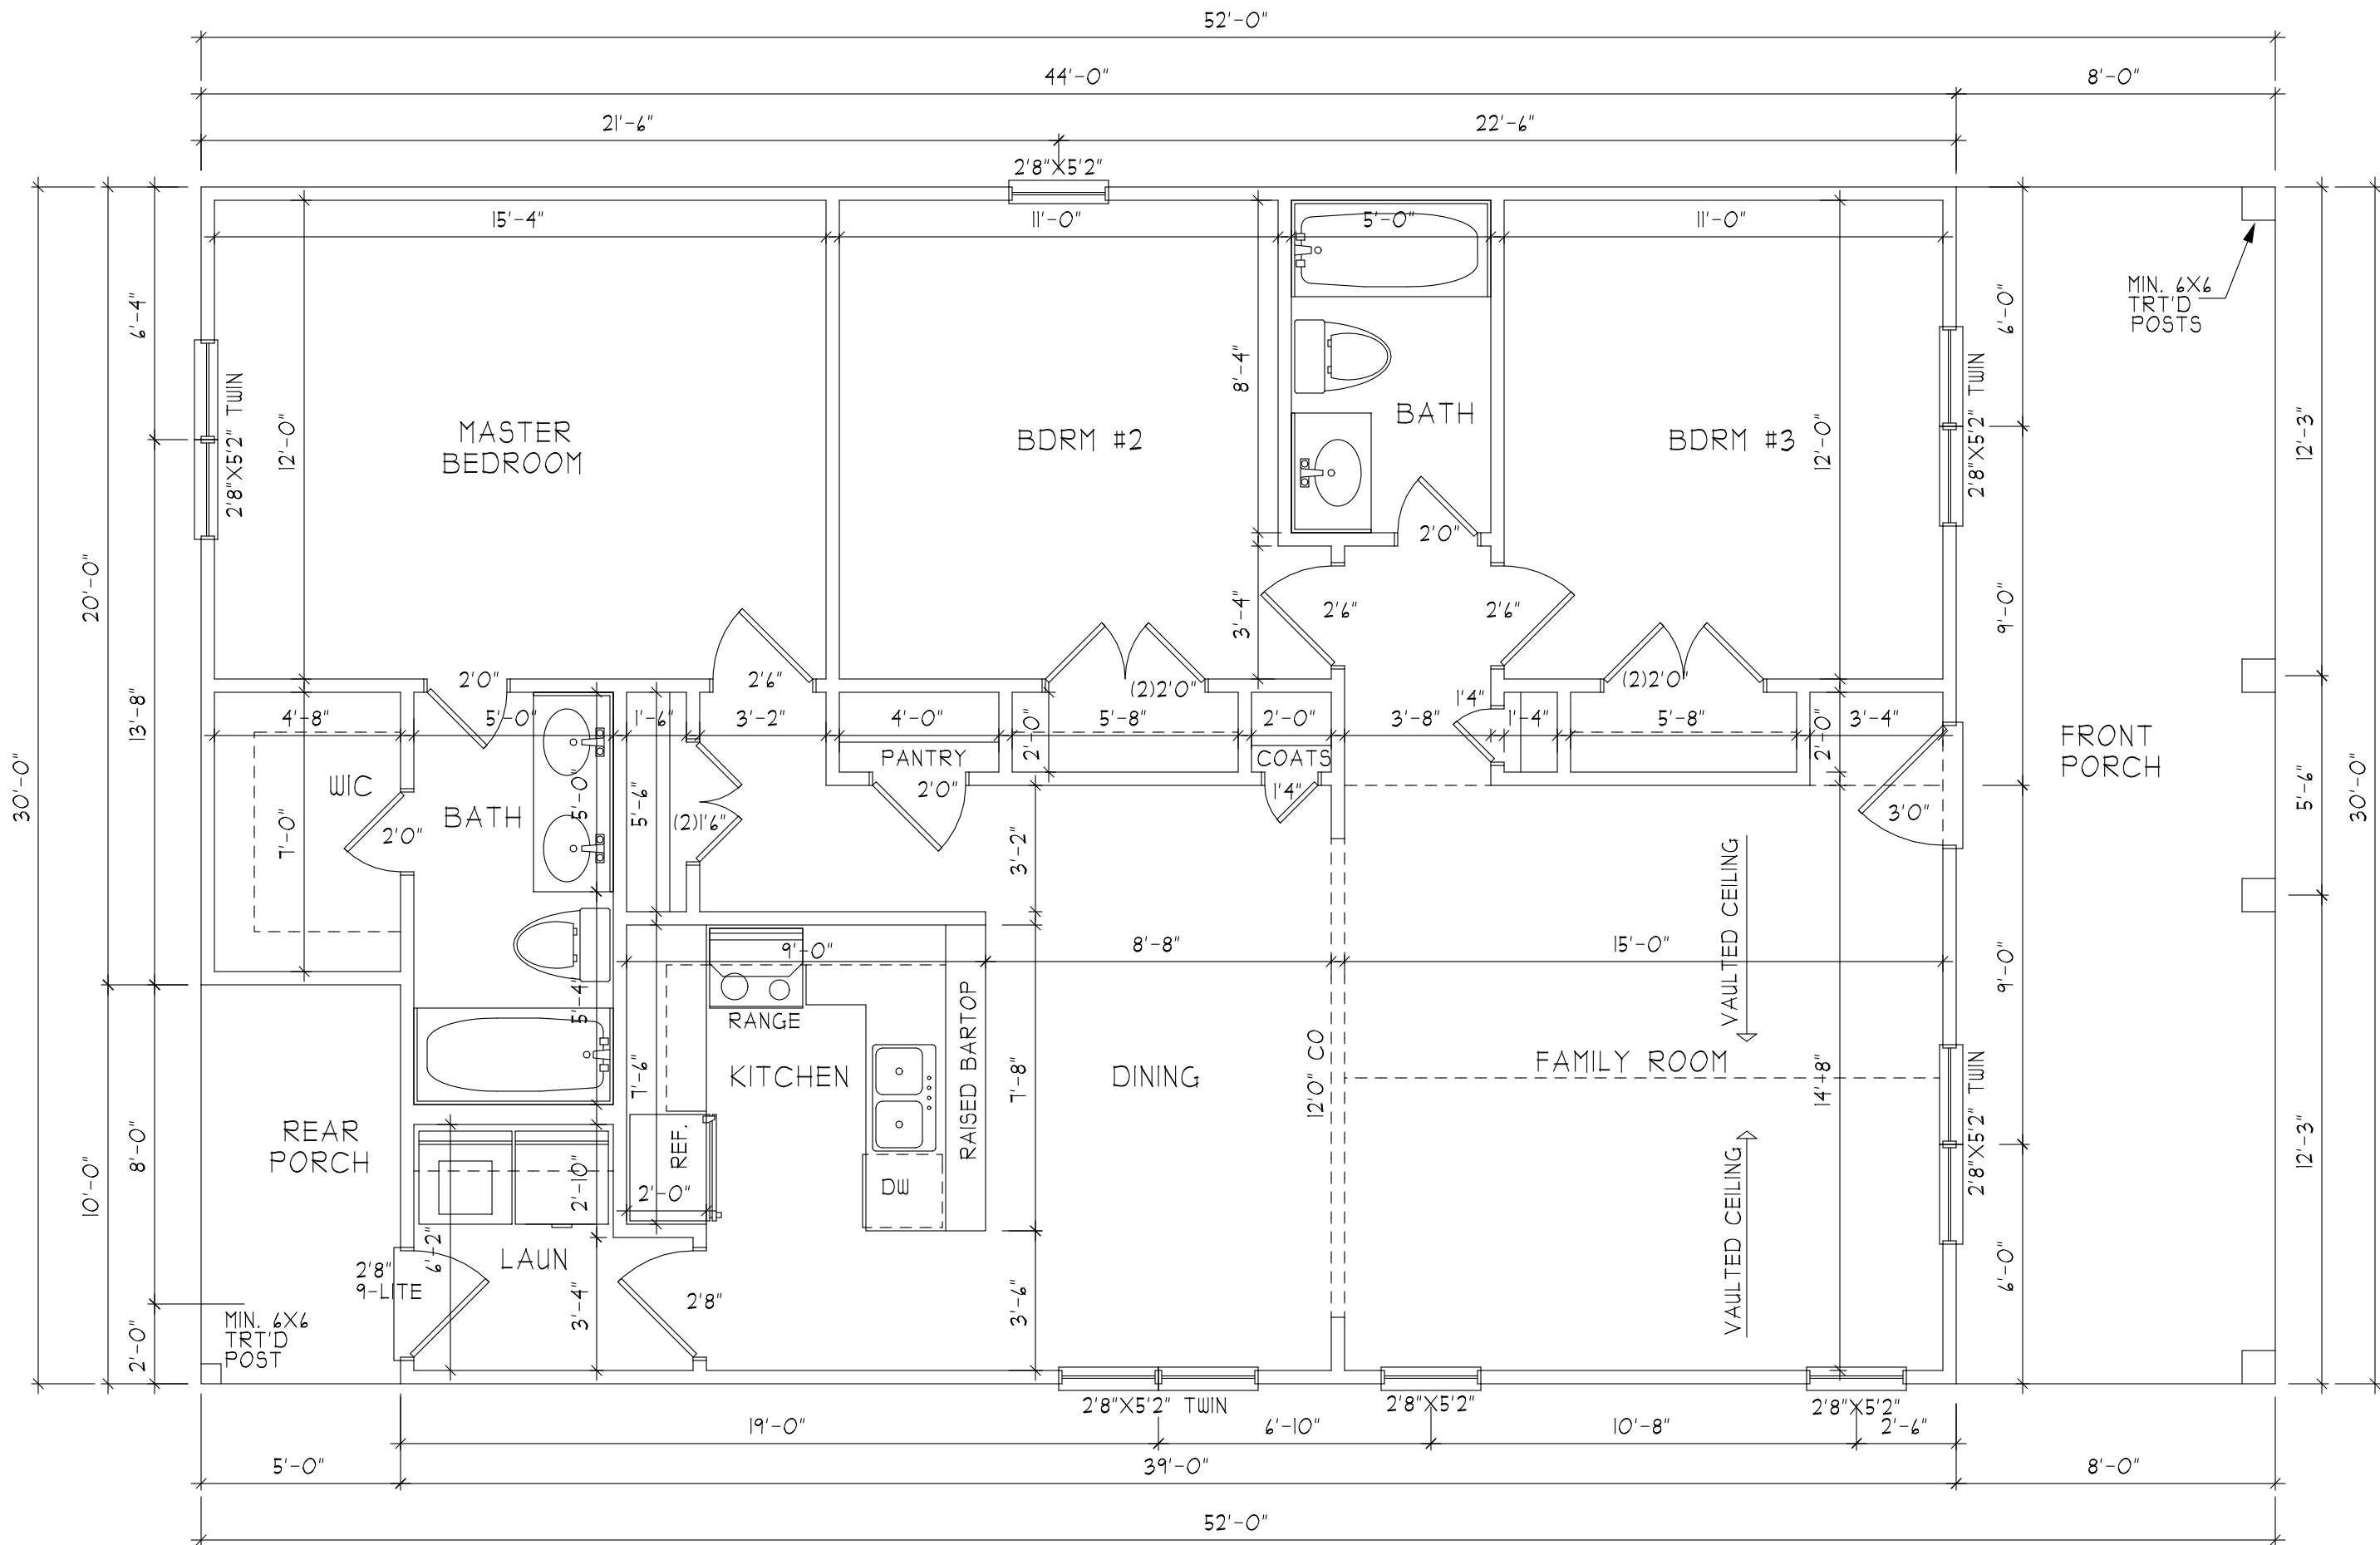 52'-0"
44'-0"
8'-0"
21'-6"
22'-6"
2'8"X5'2"
15'-4"
11'-0"
5'-0"
11'-0"
MIN. 6X6
TRT'D
POSTS
6'-4"
6'-0"
2'8"X5'2" TWIN
12'-0"
MASTER
BEDROOM
BDRM #2
8'-4"
BATH
BDRM #3
12'-0"
2'8"X5'2" TWIN
12'-3"
20'-0"
13'-8"
30'-0"
2'0"
3'-4"
2'6"
2'6"
9'-0"
2'0"
2'6"
(2)2'0"
1'4"
(2)2'0"
4'-8"
5'-0"
1'-6"
3'-2"
4'-0"
2'-0"
5'-8"
2'-0"
3'-8"
1'-4"
5'-8"
2'-0"
3'-4"
FRONT
PORCH
PANTRY
COATS
WIC
2'0"
1'4"
5'-0"
5'-6"
5'-6"
30'-0"
BATH
7'-0"
2'0"
(2)1'6"
3'-2"
3'0"
VAULTED CEILING
9'-0"
8'-8"
15'-0"
9'-0"
5'-4"
RANGE
RAISED BARTOP
12'0" CO
7'-6"
KITCHEN
7'-8"
DINING
FAMILY ROOM
14'-8"
2'8"X5'2" TWIN
REAR
PORCH
8'-0"
10'-0"
REF.
2'-10"
2'-0"
DW
VAULTED CEILING
12'-3"
6'-2"
LAUN
2'8"
9-LITE
3'-4"
2'8"
3'-6"
6'-0"
MIN. 6X6
TRT'D
POST
2'-0"
2'8"X5'2" TWIN
2'8"X5'2"
2'8"X5'2"
19'-0"
6'-10"
10'-8"
2'-6"
5'-0"
39'-0"
8'-0"
52'-0"